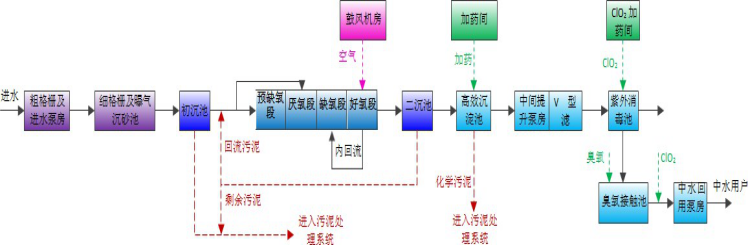 鼓风机房
加药间
ClO₂加
药间
空气
加药
ClO₂
进水
粗格栅及
进水泵房
细格栅及曝气
沉砂池
初沉池
预缺氧
段
厌氧段
缺氧段
好氧段
二沉池
高效沉
淀池
中间提
升泵房
V 型
滤
紫外消
毒池
回流污泥
内回流
剩余污泥
化学污泥
臭氧
ClO₂
进入污泥处
理系统
进入污泥处
理系统
臭氧接触池
中水回
用泵房
中水用户